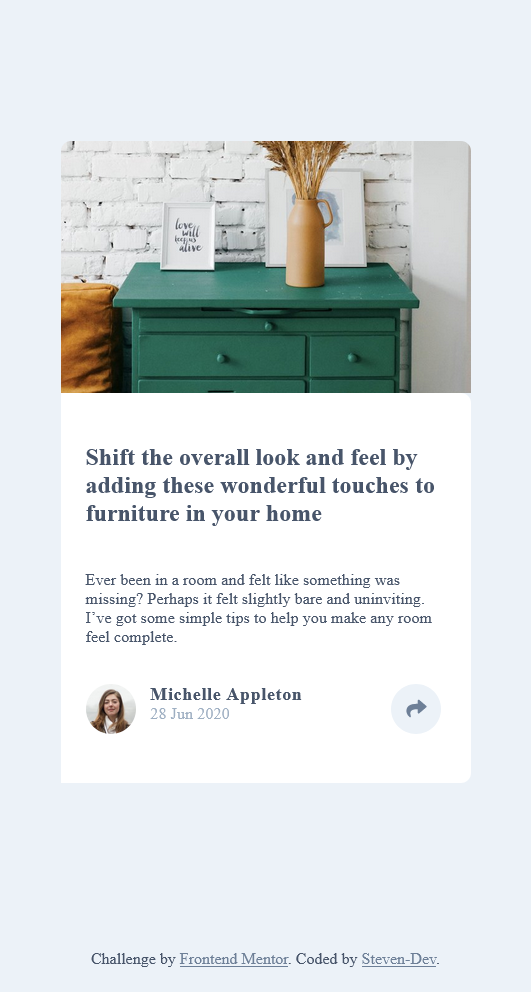 love
will
keep us
alive
Shift the overall look and feel by
adding these wonderful touches to
furniture in your home
Ever been in a room and felt like something was
missing? Perhaps it felt slightly bare and uninviting.
I’ve got some simple tips to help you make any room
feel complete.
Michelle Appleton
28 Jun 2020
Challenge by Frontend Mentor. Coded by Steven-Dev.